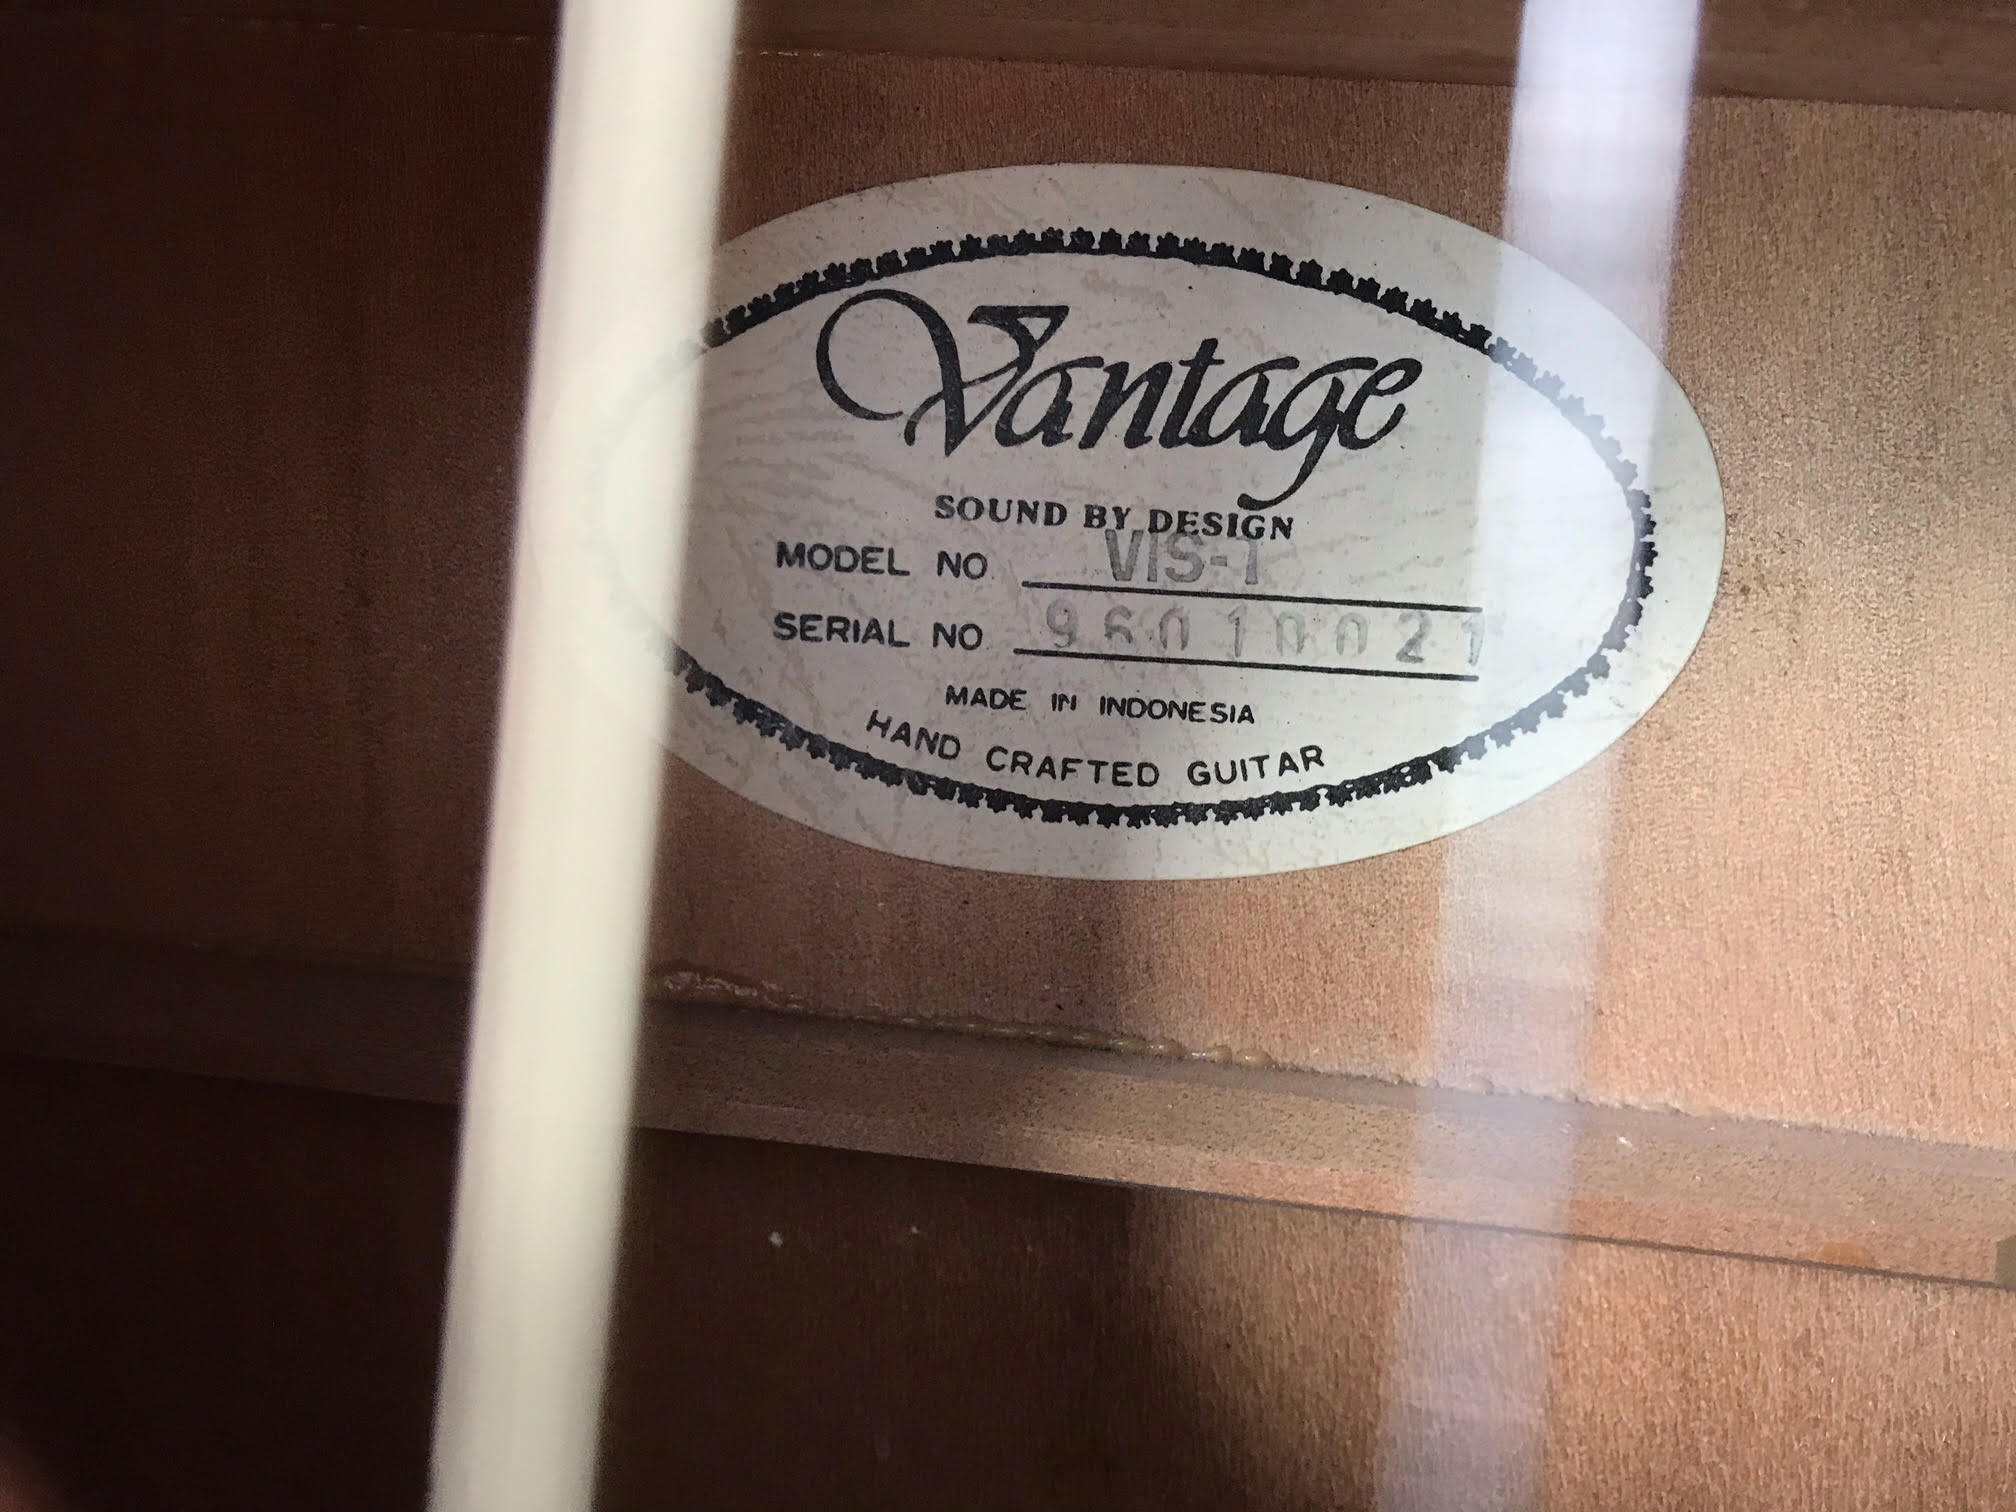 Vantage
SOUND BY DESIGN
MODEL NO VIS-1
SERIAL NO 96010021
MADE IN INDONESIA
HAND CRAFTED GUITAR